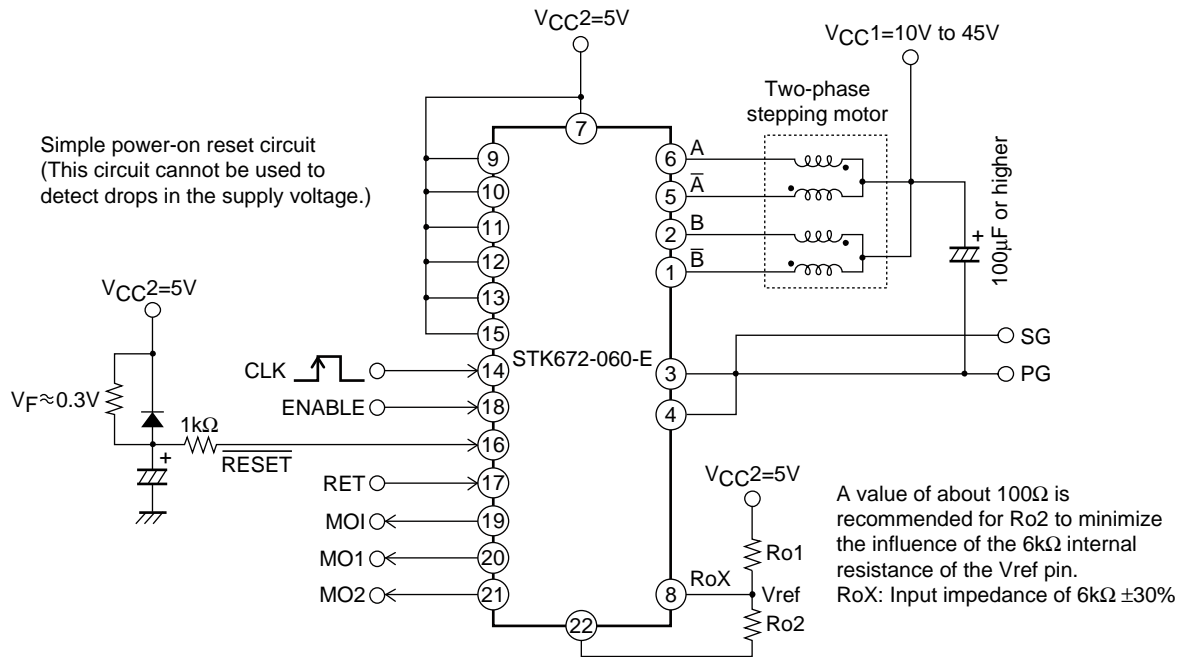 VCC2=5V
VCC1=10V to 45V
Two-phase
stepping motor
Simple power-on reset circuit
(This circuit cannot be used to
detect drops in the supply voltage.)
7
9
10
11
12
13
15
6
A
5
A̅
2
B
1
B̅
+
100µF or higher
VCC2=5V
VF≈0.3V
1kΩ
+
R̅E̅S̅E̅T̅
STK672-060-E
CLK
14
ENABLE
18
16
RET
17
MOI
19
MO1
20
MO2
21
3
4
SG
PG
VCC2=5V
Ro1
8
RoX
Vref
Ro2
22
A value of about 100Ω is
recommended for Ro2 to minimize
the influence of the 6kΩ internal
resistance of the Vref pin.
RoX: Input impedance of 6kΩ ±30%